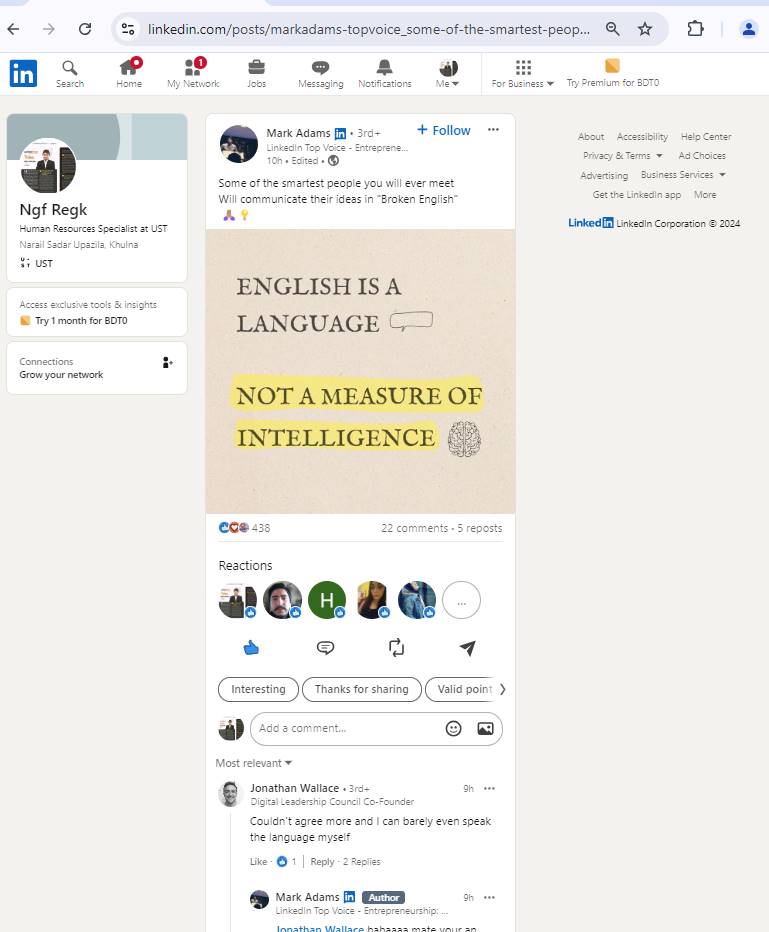 linkedin.com/posts/markadams-topvoice_some-of-the-smartest-peop...
in
Search
Home
1
My Network
Jobs
Messaging
Notifications
Me
For Business
Try Premium for BDT0
Ngf Regk
Human Resources Specialist at UST
Narail Sadar Upazila, Khulna
UST
Access exclusive tools & insights
Try 1 month for BDT0
Connections
Grow your network
Mark Adams in • 3rd+
+ Follow
LinkedIn Top Voice - Entreprene...
10h • Edited •
Some of the smartest people you will ever meet
Will communicate their ideas in "Broken English"
ENGLISH IS A
LANGUAGE
NOT A MEASURE OF
INTELLIGENCE
438
22 comments • 5 reposts
Reactions
H
...
Interesting
Thanks for sharing
Valid point
Add a comment...
Most relevant
Jonathan Wallace • 3rd+
9h
Digital Leadership Council Co-Founder
Couldn't agree more and I can barely even speak
the language myself
Like · 1 | Reply · 2 Replies
Mark Adams in Author
9h
LinkedIn Top Voice - Entrepreneurship: ...
Jonathan Wallace hahaaaa mate your an
About Accessibility Help Center
Privacy & Terms Ad Choices
Advertising Business Services
Get the LinkedIn app More
Linkedin LinkedIn Corporation © 2024